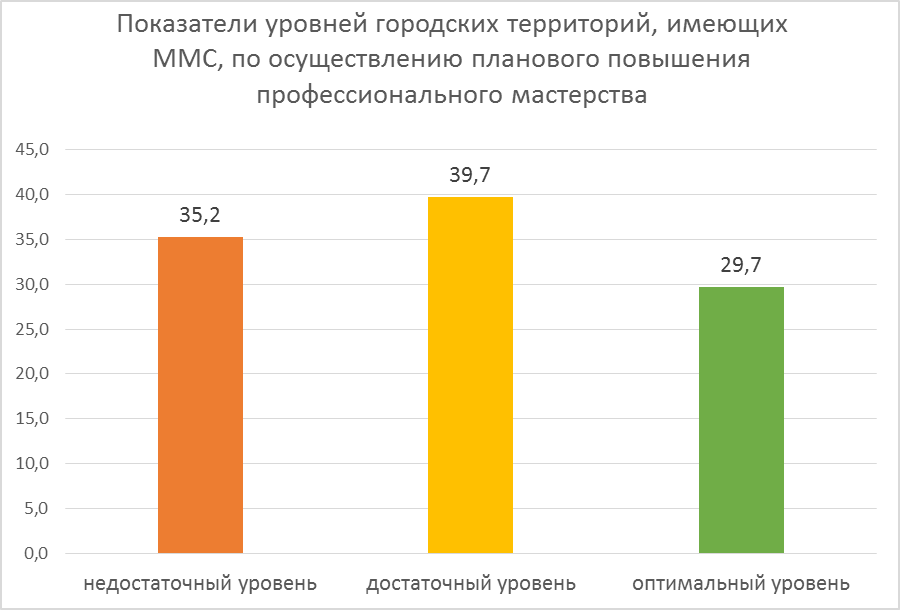 Показатели уровней городских территорий, имеющих
ММС, по осуществлению планового повышения
профессионального мастерства
45,0
40,0
35,0
30,0
25,0
20,0
15,0
10,0
5,0
0,0
35,2
39,7
29,7
недостаточный уровень
достаточный уровень
оптимальный уровень